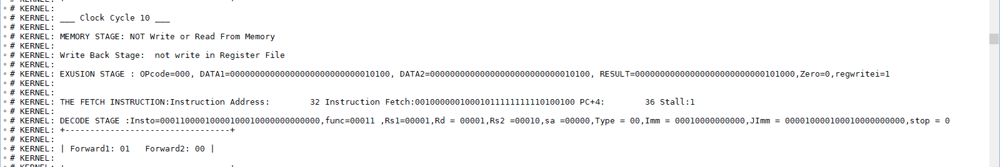 # KERNEL:
# KERNEL: ___ Clock Cycle 10 ___
# KERNEL:
# KERNEL: MEMORY STAGE: NOT Write or Read From Memory
# KERNEL:
# KERNEL: Write Back Stage:  not write in Register File
# KERNEL:
# KERNEL: EXUSION STAGE : OPcode=000, DATA1=00000000000000000000000000010100, DATA2=00000000000000000000000000010100, RESULT=00000000000000000000000000101000,Zero=0,regwritei=1
# KERNEL:
# KERNEL:
# KERNEL: THE FETCH INSTRUCTION:Instruction Address:        32 Instruction Fetch:00100000010001011111111110100100 PC+4:        36 Stall:1
# KERNEL:
# KERNEL: DECODE STAGE :Insto=00011000010000100010000000000000,func=00011 ,Rs1=00001,Rd = 00001,Rs2 =00010,sa =00000,Type = 00,Imm = 00010000000000,JImm = 000010000100010000000000,stop = 0
# KERNEL: +---------------------------------+
# KERNEL:
# KERNEL: | Forward1: 01   Forward2: 00 |
# KERNEL: